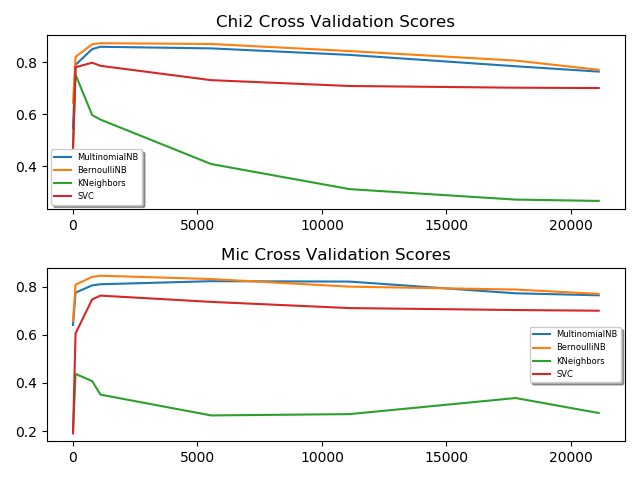 Chi2 Cross Validation Scores
0.8
0.6
0.4
MultinomialNB
BernoulliNB
KNeighbors
SVC
0 5000 10000 15000 20000
Mic Cross Validation Scores
0.8
0.6
0.4
0.2
MultinomialNB
BernoulliNB
KNeighbors
SVC
0 5000 10000 15000 20000